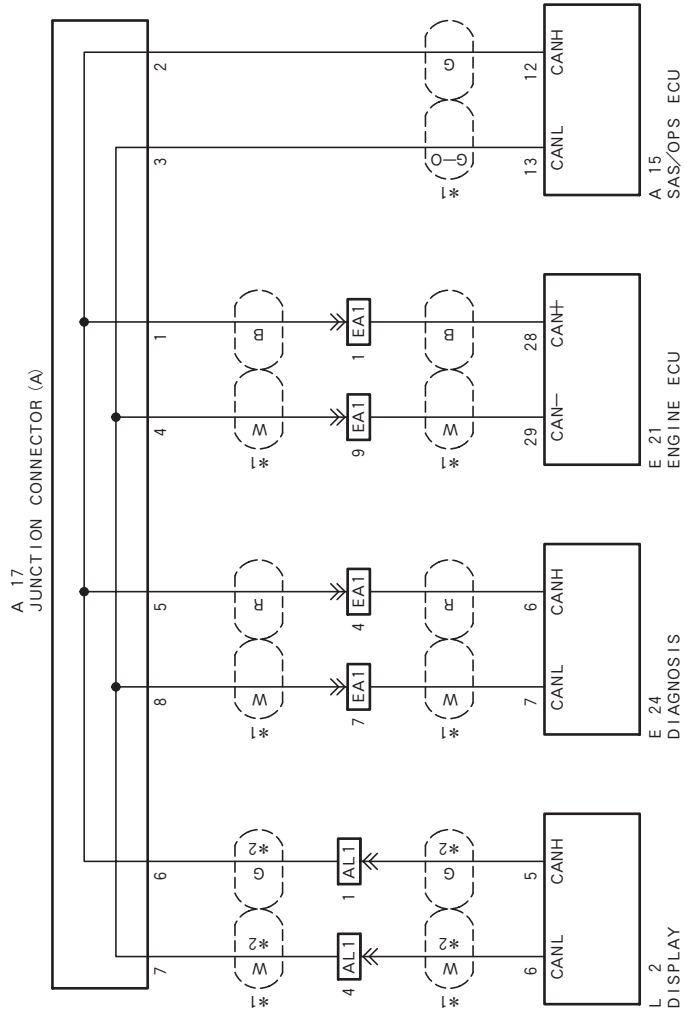 A 17
JUNCTION CONNECTOR (A)
7
6
8
5
4
1
3
2
*1
W
*2
G
*2
*1
W
R
*1
W
B
4
AL1
1
AL1
7
EA1
4
EA1
9
EA1
1
EA1
*1
W
*2
G
*2
*1
W
R
*1
W
B
*1
G-O
G
6
CANL
5
CANH
7
CANL
6
CANH
29
CAN−
28
CAN+
13
CANL
12
CANH
L 2
DISPLAY
E 24
DIAGNOSIS
E 21
ENGINE ECU
A 15
SAS/OPS ECU